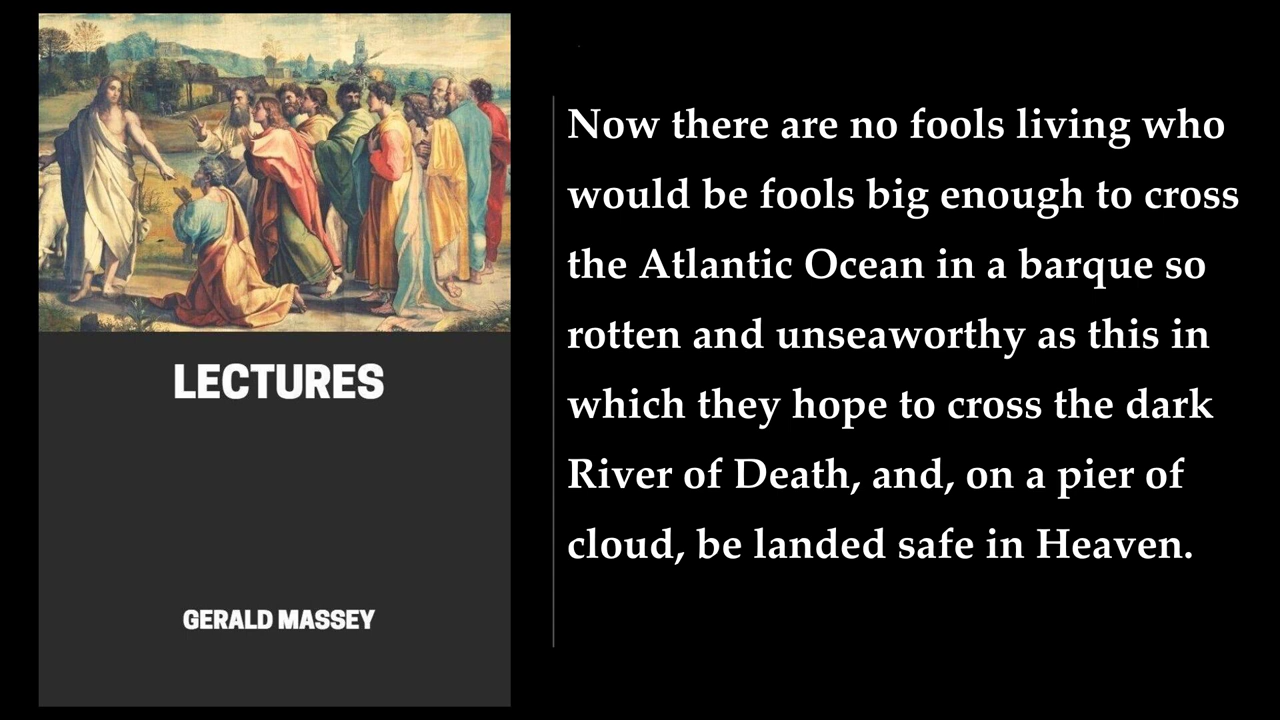 LECTURES
GERALD MASSEY
Now there are no fools living who
would be fools big enough to cross
the Atlantic Ocean in a barque so
rotten and unseaworthy as this in
which they hope to cross the dark
River of Death, and, on a pier of
cloud, be landed safe in Heaven.